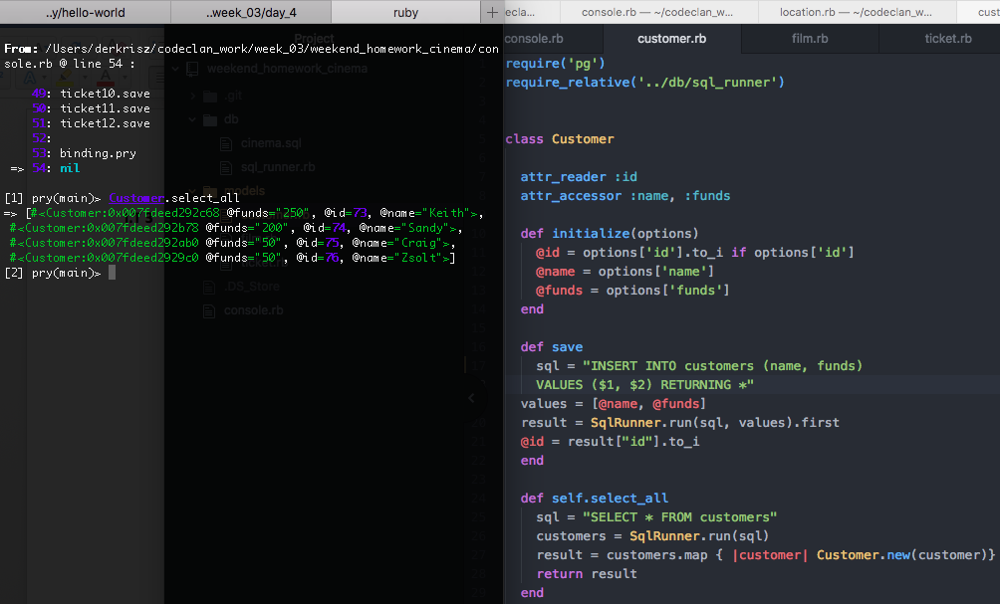 ..y/hello-world
..week_03/day_4
ruby
+
ecla...
console.rb — ~/codeclan_w...
location.rb — ~/codeclan_w...
cust
From: /Users/derkrisz/codeclan_work/week_03/weekend_homework_cinema/con
sole.rb @ line 54 :
49: ticket10.save
50: ticket11.save
51: ticket12.save
52:
53: binding.pry
=> 54: nil
[1] pry(main)> Customer.select_all
=> [#<Customer:0x007fdeed292c68 @funds="250", @id=73, @name="Keith">,
#<Customer:0x007fdeed292b78 @funds="200", @id=74, @name="Sandy">,
#<Customer:0x007fdeed292ab0 @funds="50", @id=75, @name="Craig">,
#<Customer:0x007fdeed2929c0 @funds="50", @id=76, @name="Zsolt">]
[2] pry(main)>
Project
weekend_homework_cinema
.git
db
cinema.sql
sql_runner.rb
models
.DS_Store
console.rb
console.rb
customer.rb
film.rb
ticket.rb
require('pg')
require_relative('../db/sql_runner')
class Customer
attr_reader :id
attr_accessor :name, :funds
def initialize(options)
@id = options['id'].to_i if options['id']
@name = options['name']
@funds = options['funds']
end
def save
sql = "INSERT INTO customers (name, funds)
VALUES ($1, $2) RETURNING *"
values = [@name, @funds]
result = SqlRunner.run(sql, values).first
@id = result["id"].to_i
end
def self.select_all
sql = "SELECT * FROM customers"
customers = SqlRunner.run(sql)
result = customers.map { |customer| Customer.new(customer)}
return result
end